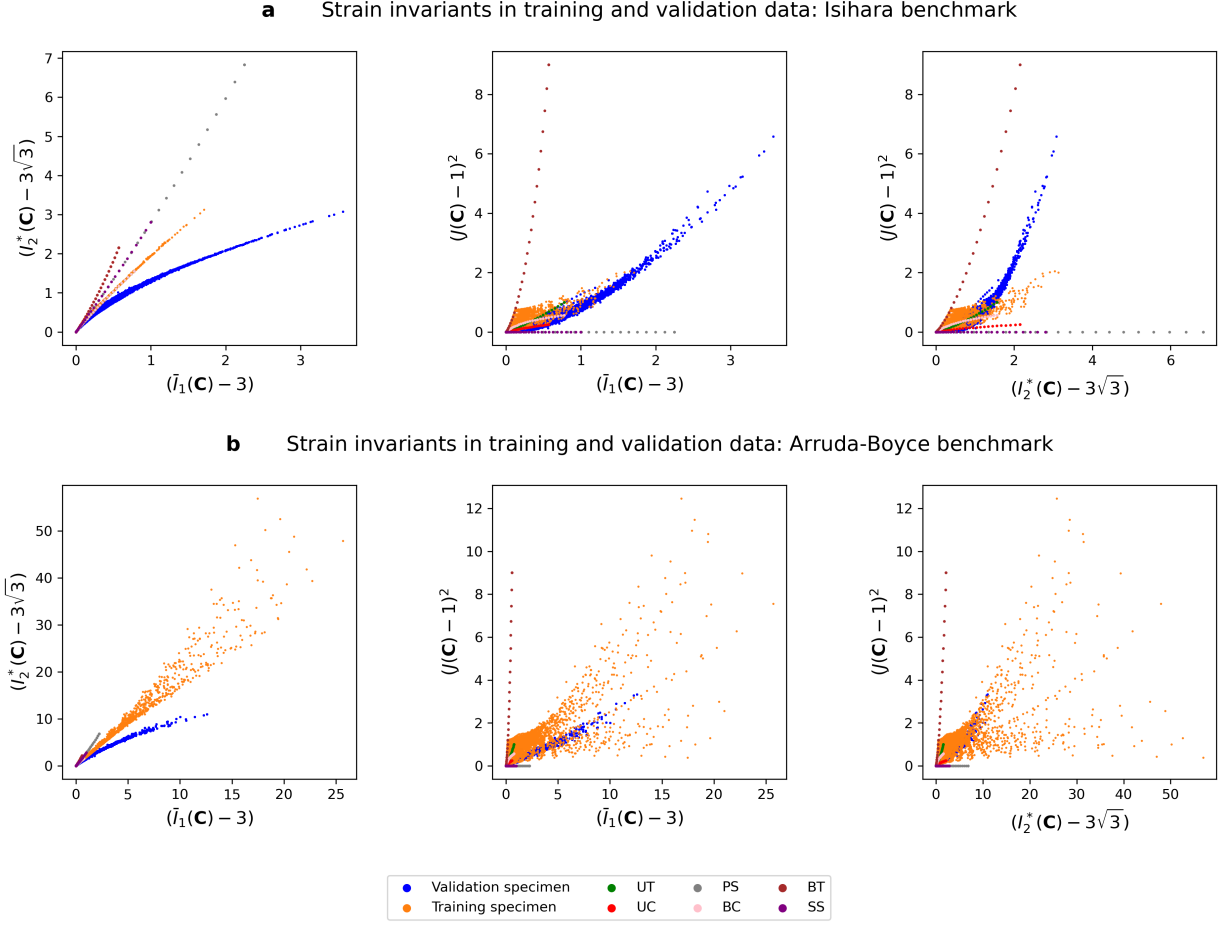 a Strain invariants in training and validation data: Isihara benchmark
(I₂*(C) − 3√3)
7
6
5
4
3
2
1
0
0 1 2 3
(Ī₁(C) − 3)
(J(C) − 1)²
8
6
4
2
0
0 1 2 3
(Ī₁(C) − 3)
(J(C) − 1)²
8
6
4
2
0
0 2 4 6
(I₂*(C) − 3√3)
b Strain invariants in training and validation data: Arruda-Boyce benchmark
(I₂*(C) − 3√3)
50
40
30
20
10
0
0 5 10 15 20 25
(Ī₁(C) − 3)
(J(C) − 1)²
12
10
8
6
4
2
0
0 5 10 15 20 25
(Ī₁(C) − 3)
(J(C) − 1)²
12
10
8
6
4
2
0
0 10 20 30 40 50
(I₂*(C) − 3√3)
Validation specimen UT PS BT
Training specimen UC BC SS